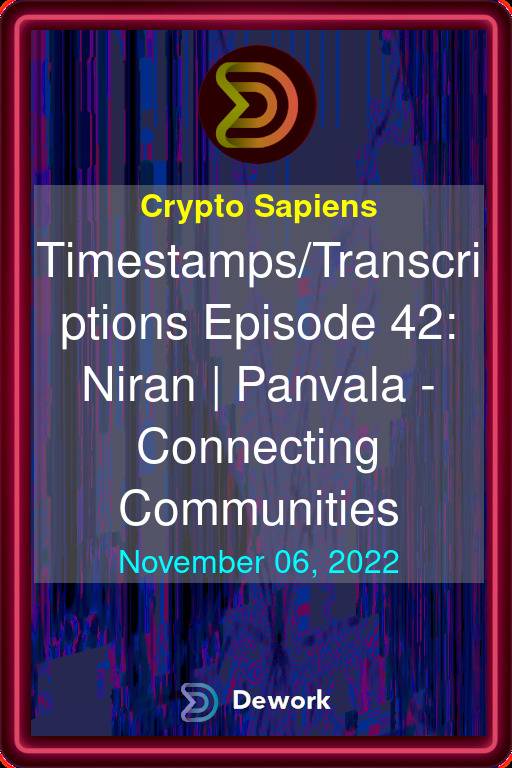 Crypto Sapiens
Timestamps/Transcri
ptions Episode 42:
Niran | Panvala -
Connecting
Communities
November 06, 2022
Dework